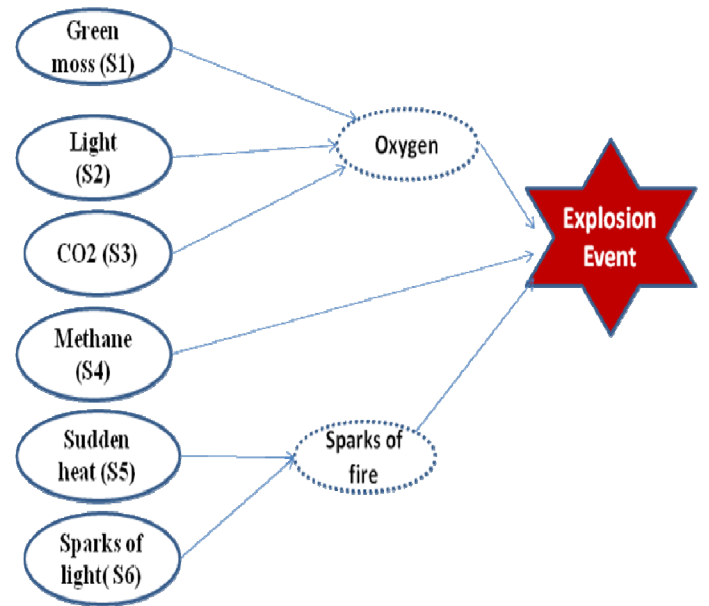 Green
moss (S1)
Light
(S2)
CO2 (S3)
Methane
(S4)
Sudden
heat (S5)
Sparks of
light( S6)
Oxygen
Sparks of
fire
Explosion
Event